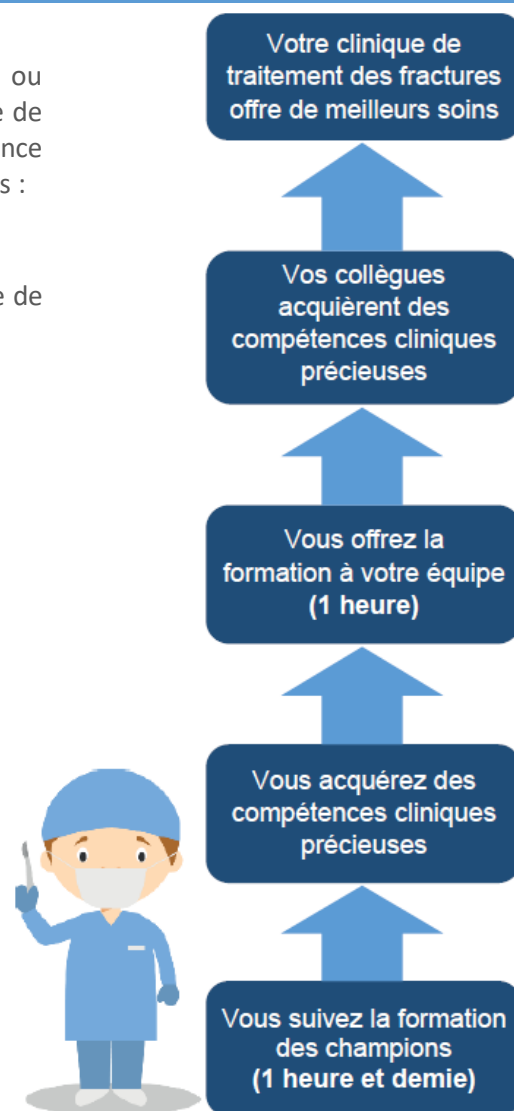 ou
de
s :
de
Votre clinique de
traitement des fractures
offre de meilleurs soins
Vos collègues
acquièrent des
compétences cliniques
précieuses
Vous offrez la
formation à votre équipe
(1 heure)
Vous acquérez des
compétences cliniques
précieuses
Vous suivez la formation
des champions
(1 heure et demie)